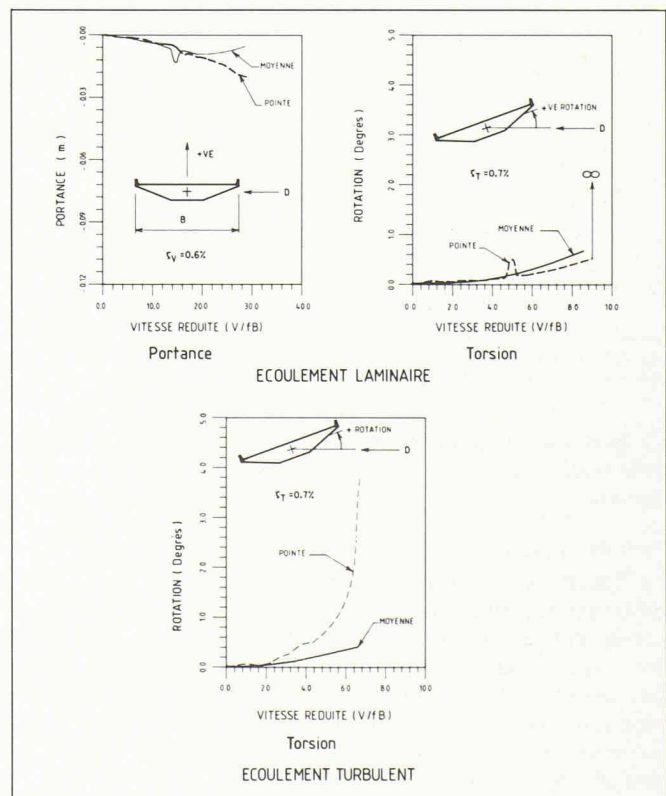 PORTANCE ( m )
- 0.00
- 0.03
- 0.06
- 0.09
- 0.12
MOYENNE
POINTE
+VE
D
B
ζV =0.6%
0.0 10.0 20.0 30.0 40.0
VITESSE REDUITE (V/fB)
Portance
ROTATION ( Degrés )
5.0
4.0
3.0
2.0
1.0
0.0
+VE ROTATION
D
ζT =0.7%
∞
MOYENNE
POINTE
0.0 2.0 4.0 6.0 8.0 10.0
VITESSE REDUITE (V/fB)
Torsion
ECOULEMENT LAMINAIRE
ROTATION ( Degrés )
5.0
4.0
3.0
2.0
1.0
0.0
+ ROTATION
D
ζT =0.7%
POINTE
MOYENNE
0.0 2.0 4.0 6.0 8.0 10.0
VITESSE REDUITE (V/fB)
Torsion
ECOULEMENT TURBULENT